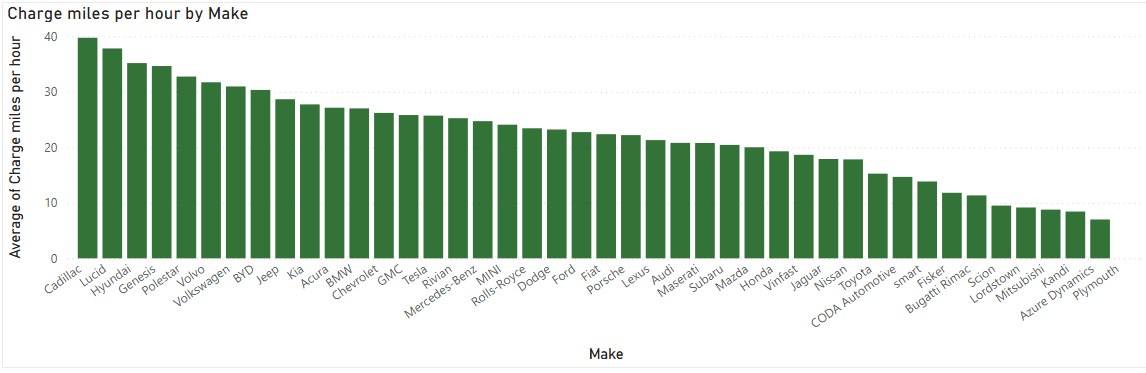 Charge miles per hour by Make
Average of Charge miles per hour
40
30
20
10
0
Cadillac
Lucid
Hyundai
Genesis
Polestar
Volvo
Volkswagen
BYD
Jeep
Kia
Acura
BMW
Chevrolet
GMC
Tesla
Rivian
Mercedes-Benz
MINI
Rolls-Royce
Dodge
Ford
Fiat
Porsche
Lexus
Audi
Maserati
Subaru
Mazda
Honda
Vinfast
Jaguar
Nissan
Toyota
CODA Automotive
smart
Fisker
Bugatti Rimac
Scion
Lordstown
Mitsubishi
Kandi
Azure Dynamics
Plymouth
Make